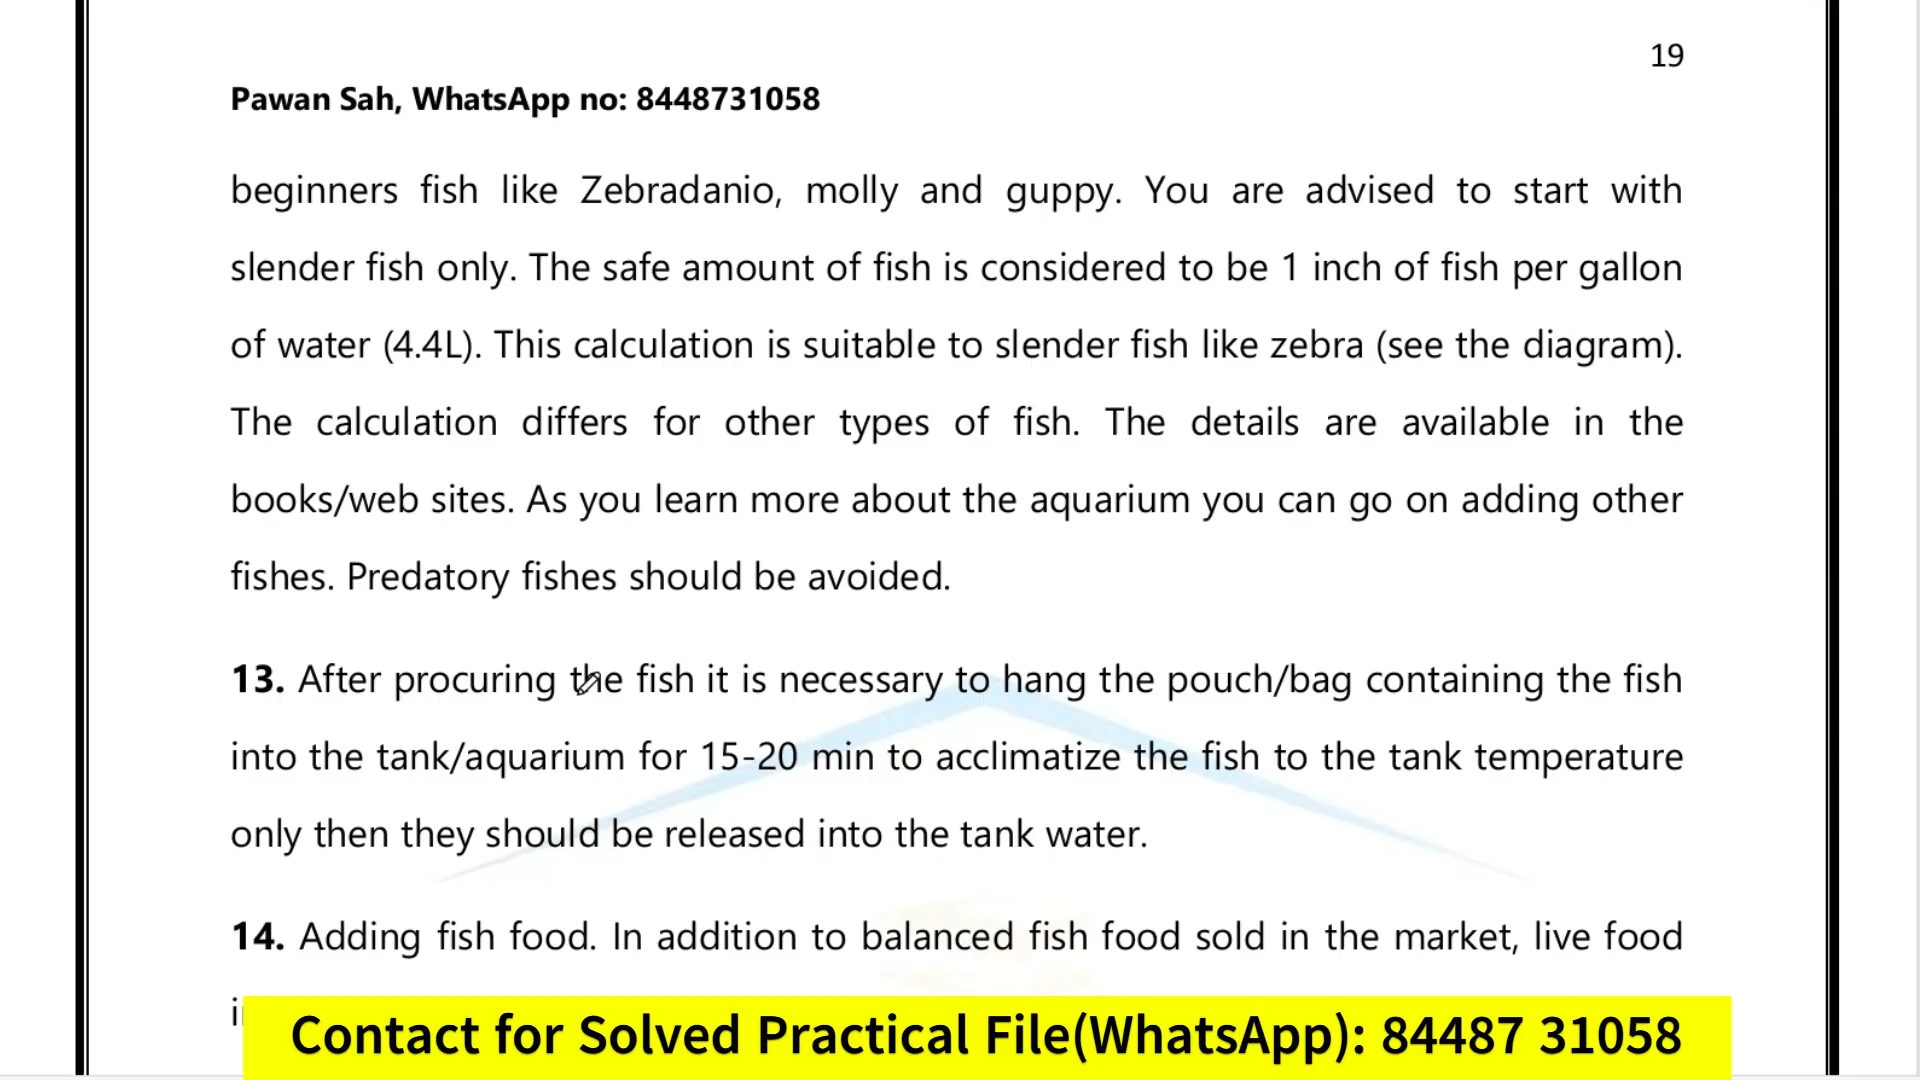 19
Pawan Sah, WhatsApp no: 8448731058
beginners fish like Zebradanio, molly and guppy. You are advised to start with
slender fish only. The safe amount of fish is considered to be 1 inch of fish per gallon
of water (4.4L). This calculation is suitable to slender fish like zebra (see the diagram).
The calculation differs for other types of fish. The details are available in the
books/web sites. As you learn more about the aquarium you can go on adding other
fishes. Predatory fishes should be avoided.
13. After procuring the fish it is necessary to hang the pouch/bag containing the fish
into the tank/aquarium for 15-20 min to acclimatize the fish to the tank temperature
only then they should be released into the tank water.
14. Adding fish food. In addition to balanced fish food sold in the market, live food
Contact for Solved Practical File(WhatsApp): 84487 31058